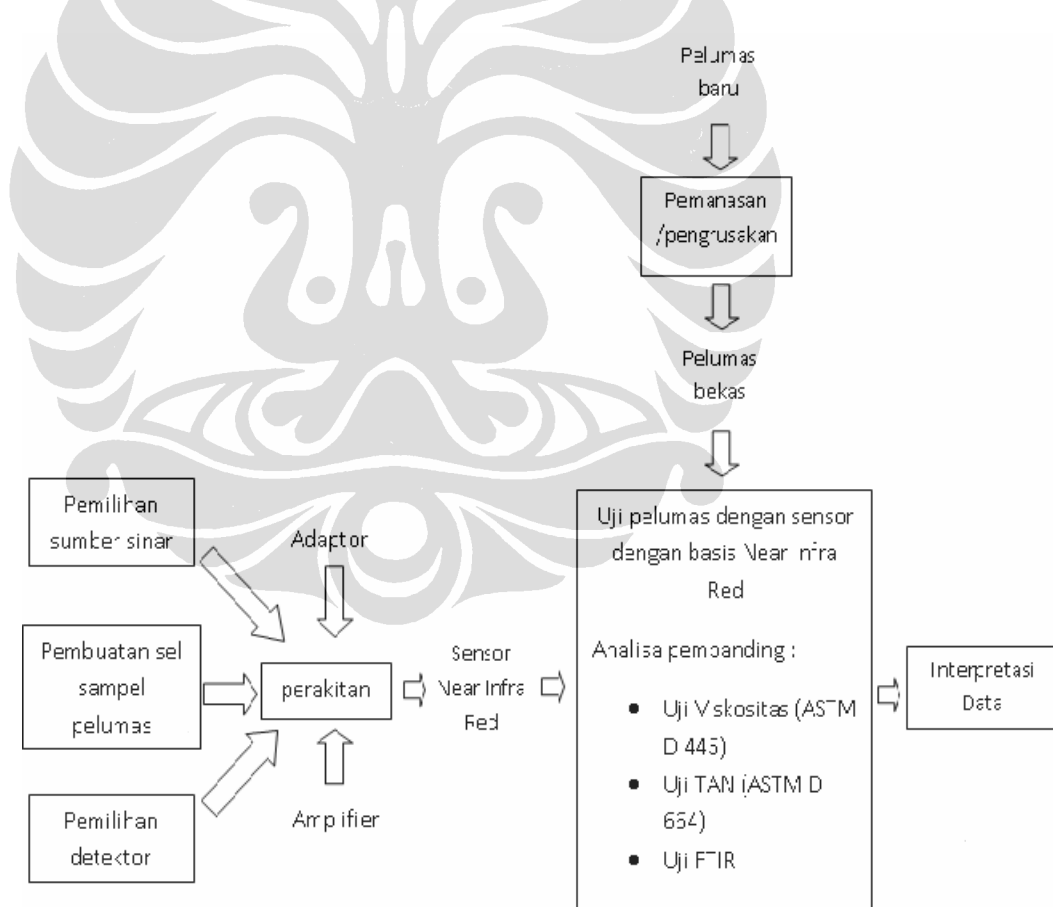 Pelumas
baru
Pemanasan
/pengrusakan
Pelumas
bekas
Pemilihan
sumber sinar
Adaptor
Pembuatan sel
sampel
pelumas
perakitan
Sensor
Near Infra
Red
Amplifier
Pemilihan
detektor
Uji pelumas dengan sensor
dengan basis Near Infra
Red
Analisa pembanding :
• Uji Viskositas (ASTM
D 445)
• Uji TAN (ASTM D
664)
• Uji FTIR
Interpretasi
Data